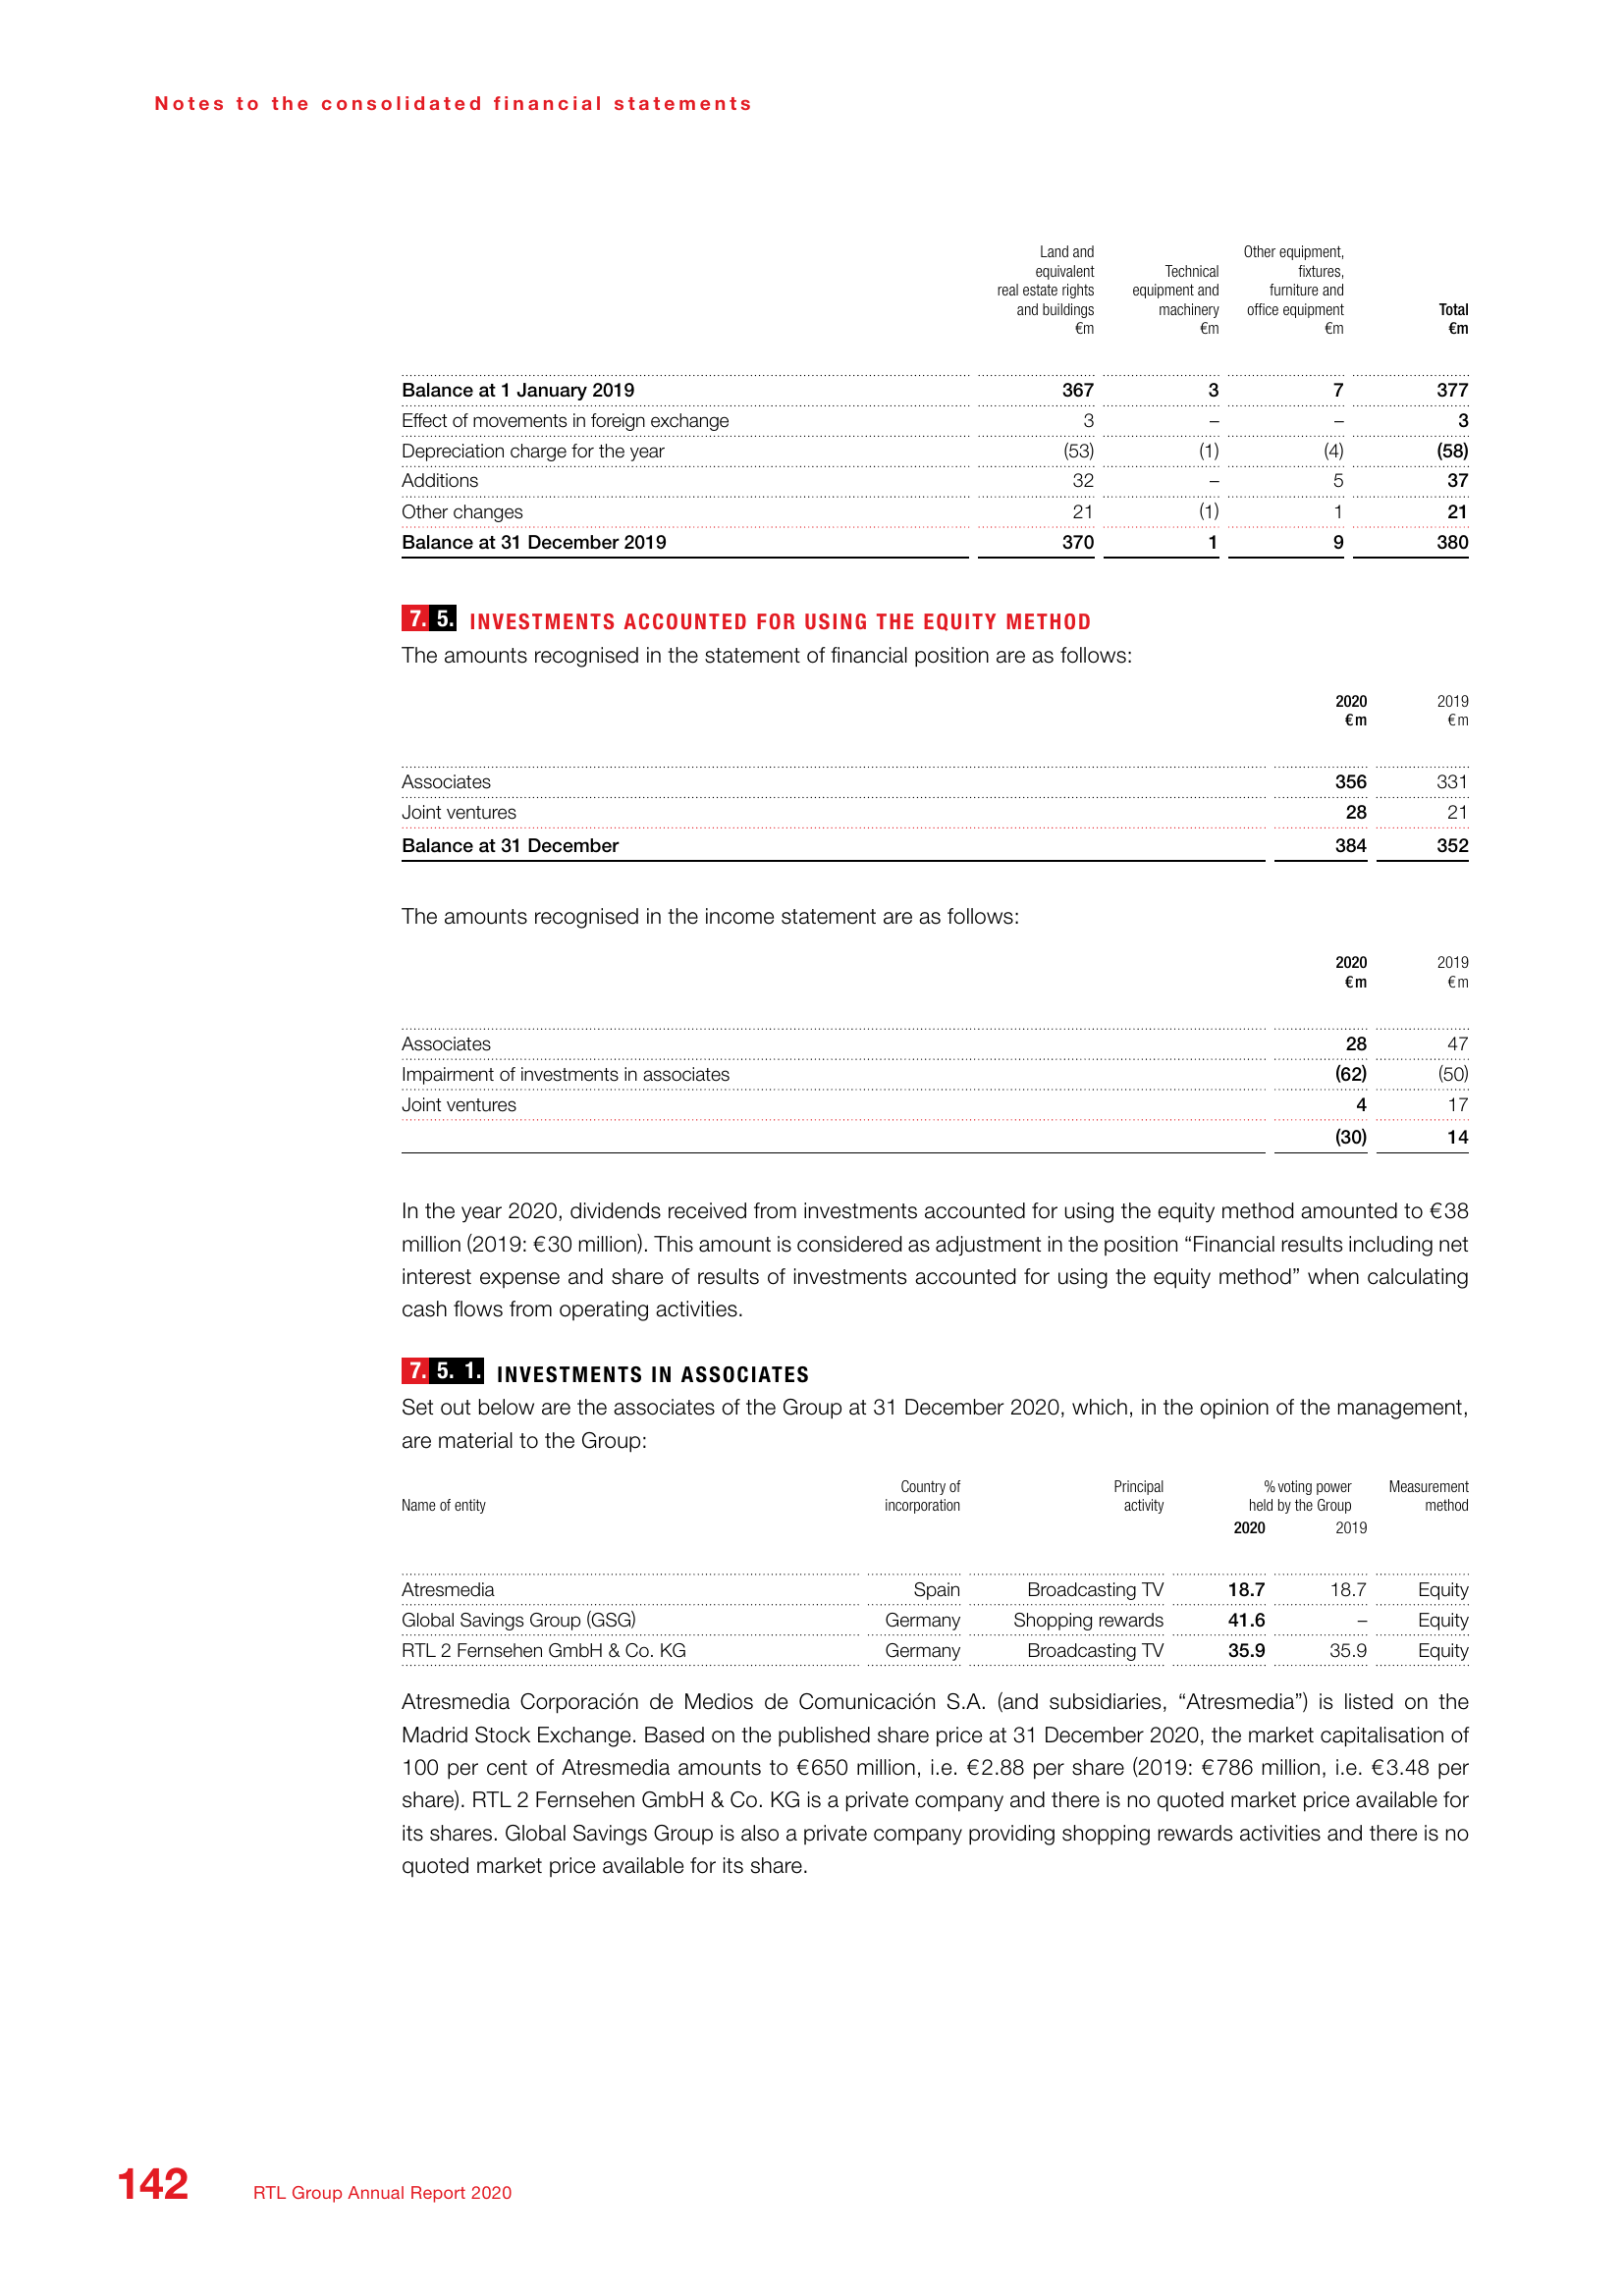 Notes to the consolidated financial statements
Land and equivalent real estate rights and buildings €m
Technical equipment and machinery €m
Other equipment, fixtures, furniture and office equipment €m
Total €m
Balance at 1 January 2019 367 3 7 377
Effect of movements in foreign exchange 3 – – 3
Depreciation charge for the year (53) (1) (4) (58)
Additions 32 – 5 37
Other changes 21 (1) 1 21
Balance at 31 December 2019 370 1 9 380
7. 5. INVESTMENTS ACCOUNTED FOR USING THE EQUITY METHOD
The amounts recognised in the statement of financial position are as follows:
2020 2019
€m €m
Associates 356 331
Joint ventures 28 21
Balance at 31 December 384 352
The amounts recognised in the income statement are as follows:
2020 2019
€m €m
Associates 28 47
Impairment of investments in associates (62) (50)
Joint ventures 4 17
(30) 14
In the year 2020, dividends received from investments accounted for using the equity method amounted to €38
million (2019: €30 million). This amount is considered as adjustment in the position “Financial results including net
interest expense and share of results of investments accounted for using the equity method” when calculating
cash flows from operating activities.
7. 5. 1. INVESTMENTS IN ASSOCIATES
Set out below are the associates of the Group at 31 December 2020, which, in the opinion of the management,
are material to the Group:
Name of entity
Country of incorporation
Principal activity
% voting power held by the Group
Measurement method
2020 2019
Atresmedia Spain Broadcasting TV 18.7 18.7 Equity
Global Savings Group (GSG) Germany Shopping rewards 41.6 – Equity
RTL 2 Fernsehen GmbH & Co. KG Germany Broadcasting TV 35.9 35.9 Equity
Atresmedia Corporación de Medios de Comunicación S.A. (and subsidiaries, “Atresmedia”) is listed on the
Madrid Stock Exchange. Based on the published share price at 31 December 2020, the market capitalisation of
100 per cent of Atresmedia amounts to €650 million, i.e. €2.88 per share (2019: €786 million, i.e. €3.48 per
share). RTL 2 Fernsehen GmbH & Co. KG is a private company and there is no quoted market price available for
its shares. Global Savings Group is also a private company providing shopping rewards activities and there is no
quoted market price available for its share.
142 RTL Group Annual Report 2020